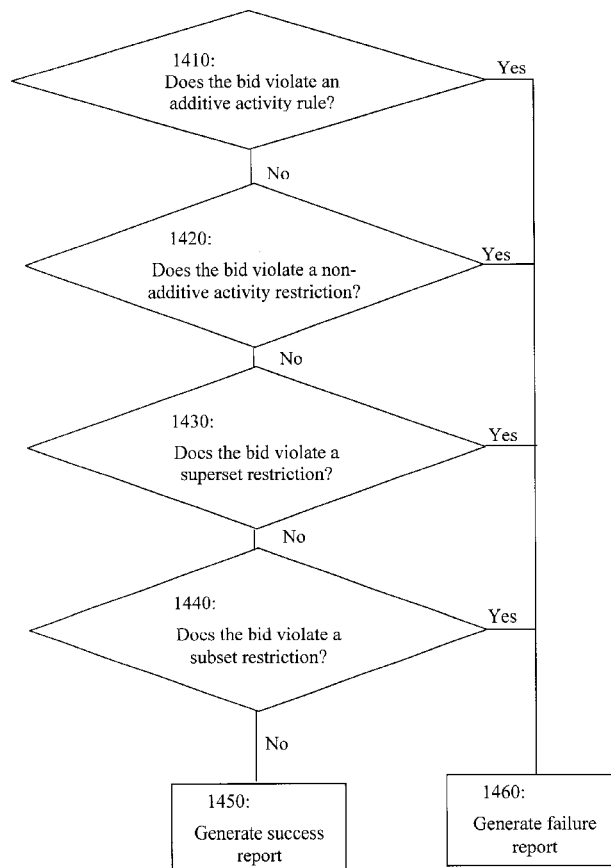 1410:
Does the bid violate an
additive activity rule?
Yes
No
1420:
Does the bid violate a non-
additive activity restriction?
Yes
No
1430:
Does the bid violate a
superset restriction?
Yes
No
1440:
Does the bid violate a
subset restriction?
Yes
No
1450:
Generate success
report
1460:
Generate failure
report